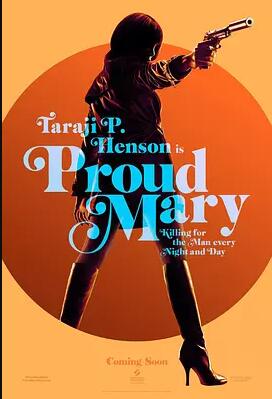 Taraji P.
Henson is
Proud
Mary
Killing for
the Man every
Night and Day
Coming Soon